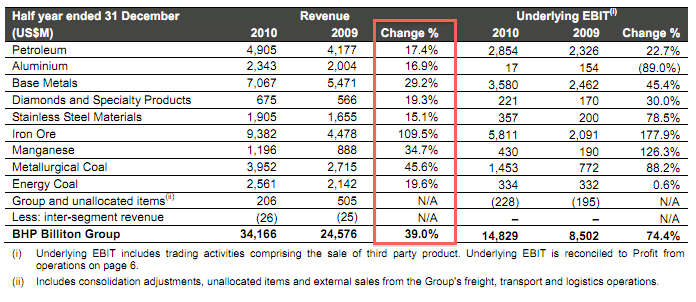 Half year ended 31 December Revenue Underlying EBIT(i)
(US$M) 2010 2009 Change % 2010 2009 Change %
Petroleum 4,905 4,177 17.4% 2,854 2,326 22.7%
Aluminium 2,343 2,004 16.9% 17 154 (89.0%)
Base Metals 7,067 5,471 29.2% 3,580 2,462 45.4%
Diamonds and Specialty Products 675 566 19.3% 221 170 30.0%
Stainless Steel Materials 1,905 1,655 15.1% 357 200 78.5%
Iron Ore 9,382 4,478 109.5% 5,811 2,091 177.9%
Manganese 1,196 888 34.7% 430 190 126.3%
Metallurgical Coal 3,952 2,715 45.6% 1,453 772 88.2%
Energy Coal 2,561 2,142 19.6% 334 332 0.6%
Group and unallocated items(ii) 206 505 N/A (228) (195) N/A
Less: inter-segment revenue (26) (25) N/A – – N/A
BHP Billiton Group 34,166 24,576 39.0% 14,829 8,502 74.4%
(i) Underlying EBIT includes trading activities comprising the sale of third party product. Underlying EBIT is reconciled to Profit from
operations on page 6.
(ii) Includes consolidation adjustments, unallocated items and external sales from the Group's freight, transport and logistics operations.